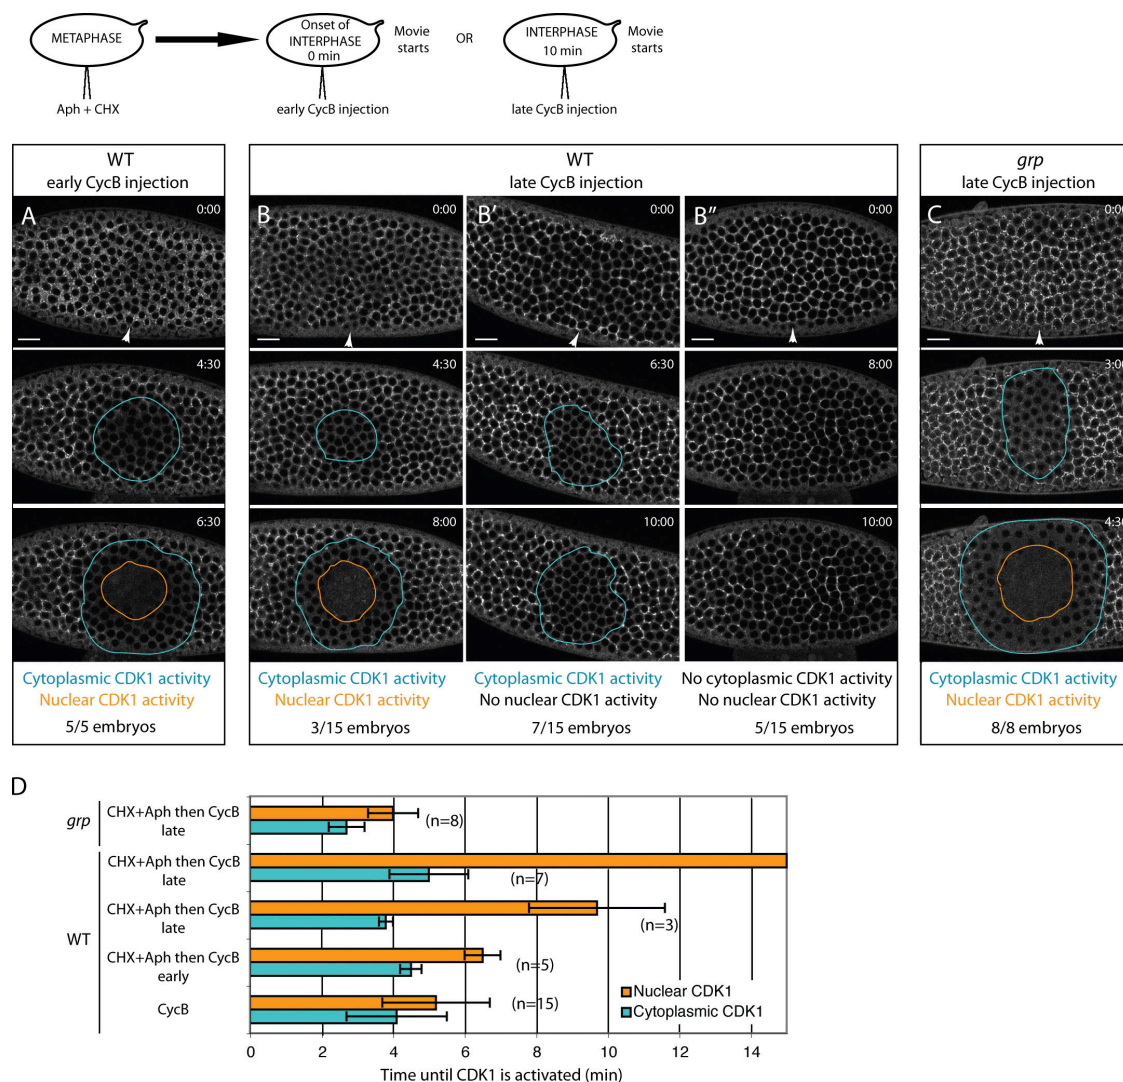 METAPHASE
Aph + CHX
Onset of
INTERPHASE
0 min
early CycB injection
Movie
starts
OR
INTERPHASE
10 min
late CycB injection
Movie
starts
WT
early CycB injection
A
0:00
4:30
6:30
Cytoplasmic CDK1 activity
Nuclear CDK1 activity
5/5 embryos
WT
late CycB injection
B
0:00
4:30
8:00
Cytoplasmic CDK1 activity
Nuclear CDK1 activity
3/15 embryos
B'
0:00
6:30
10:00
Cytoplasmic CDK1 activity
No nuclear CDK1 activity
7/15 embryos
B"
0:00
8:00
10:00
No cytoplasmic CDK1 activity
No nuclear CDK1 activity
5/15 embryos
grp
late CycB injection
C
0:00
3:00
4:30
Cytoplasmic CDK1 activity
Nuclear CDK1 activity
8/8 embryos
D
grp
CHX+Aph then CycB
late
(n=8)
WT
CHX+Aph then CycB
late
(n=7)
CHX+Aph then CycB
late
(n=3)
CHX+Aph then CycB
early
(n=5)
CycB
(n=15)
Nuclear CDK1
Cytoplasmic CDK1
0 2 4 6 8 10 12 14
Time until CDK1 is activated (min)